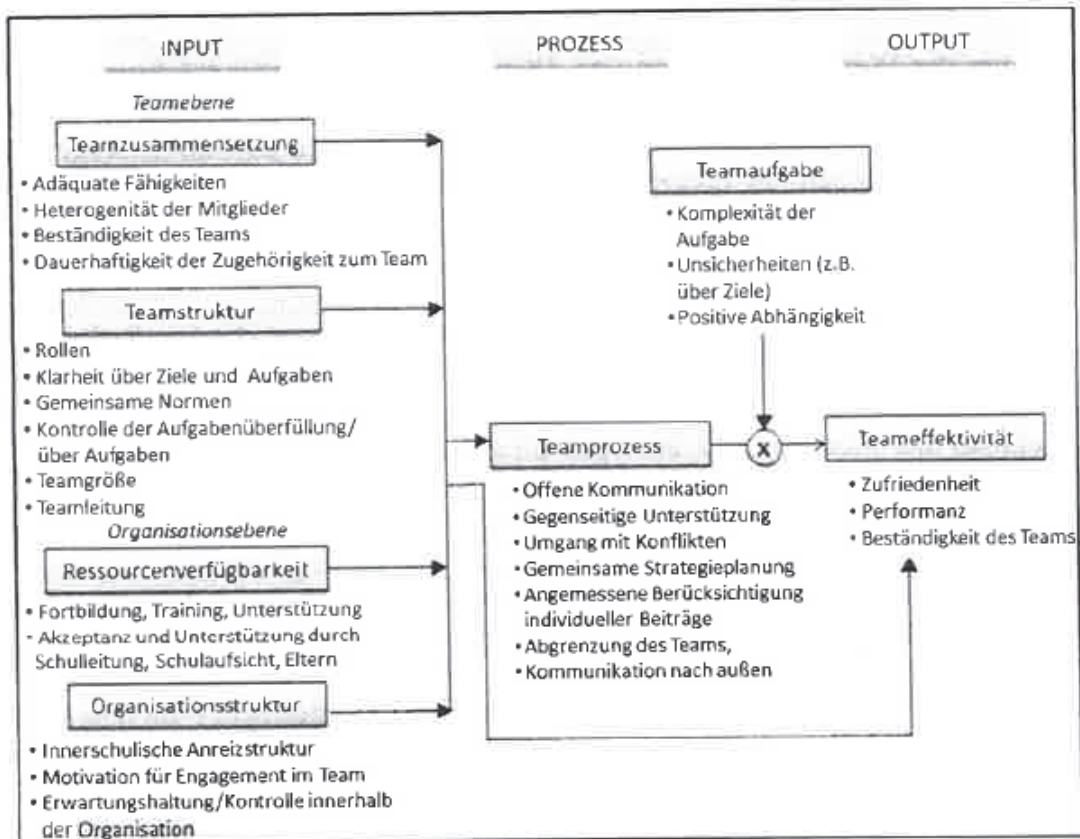 INPUT
PROZESS
OUTPUT
Teamebene
Teamzusammensetzung
• Adäquate Fähigkeiten
• Heterogenität der Mitglieder
• Beständigkeit des Teams
• Dauerhaftigkeit der Zugehörigkeit zum Team
Teamstruktur
• Rollen
• Klarheit über Ziele und Aufgaben
• Gemeinsame Normen
• Kontrolle der Aufgabenüberfüllung/
über Aufgaben
• Teamgröße
• Teamleitung
Organisationsebene
Ressourcenverfügbarkeit
• Fortbildung, Training, Unterstützung
- Akzeptanz und Unterstützung durch
Schulleitung, Schulaufsicht, Eltern
Organisationsstruktur
• Innerschulische Anreizstruktur
• Motivation für Engagement im Team
• Erwartungshaltung/Kontrolle innerhalb
der Organisation
Teamprozess
• Offene Kommunikation
• Gegenseitige Unterstützung
• Umgang mit Konflikten
• Gemeinsame Strategieplanung
• Angemessene Berücksichtigung
individueller Beiträge
• Abgrenzung des Teams,
• Kommunikation nach außen
Teamaufgabe
• Komplexität der
Aufgabe
• Unsicherheiten (z.B.
über Ziele)
• Positive Abhängigkeit
x
Teameffektivität
• Zufriedenheit
• Performanz
• Beständigkeit des Teams